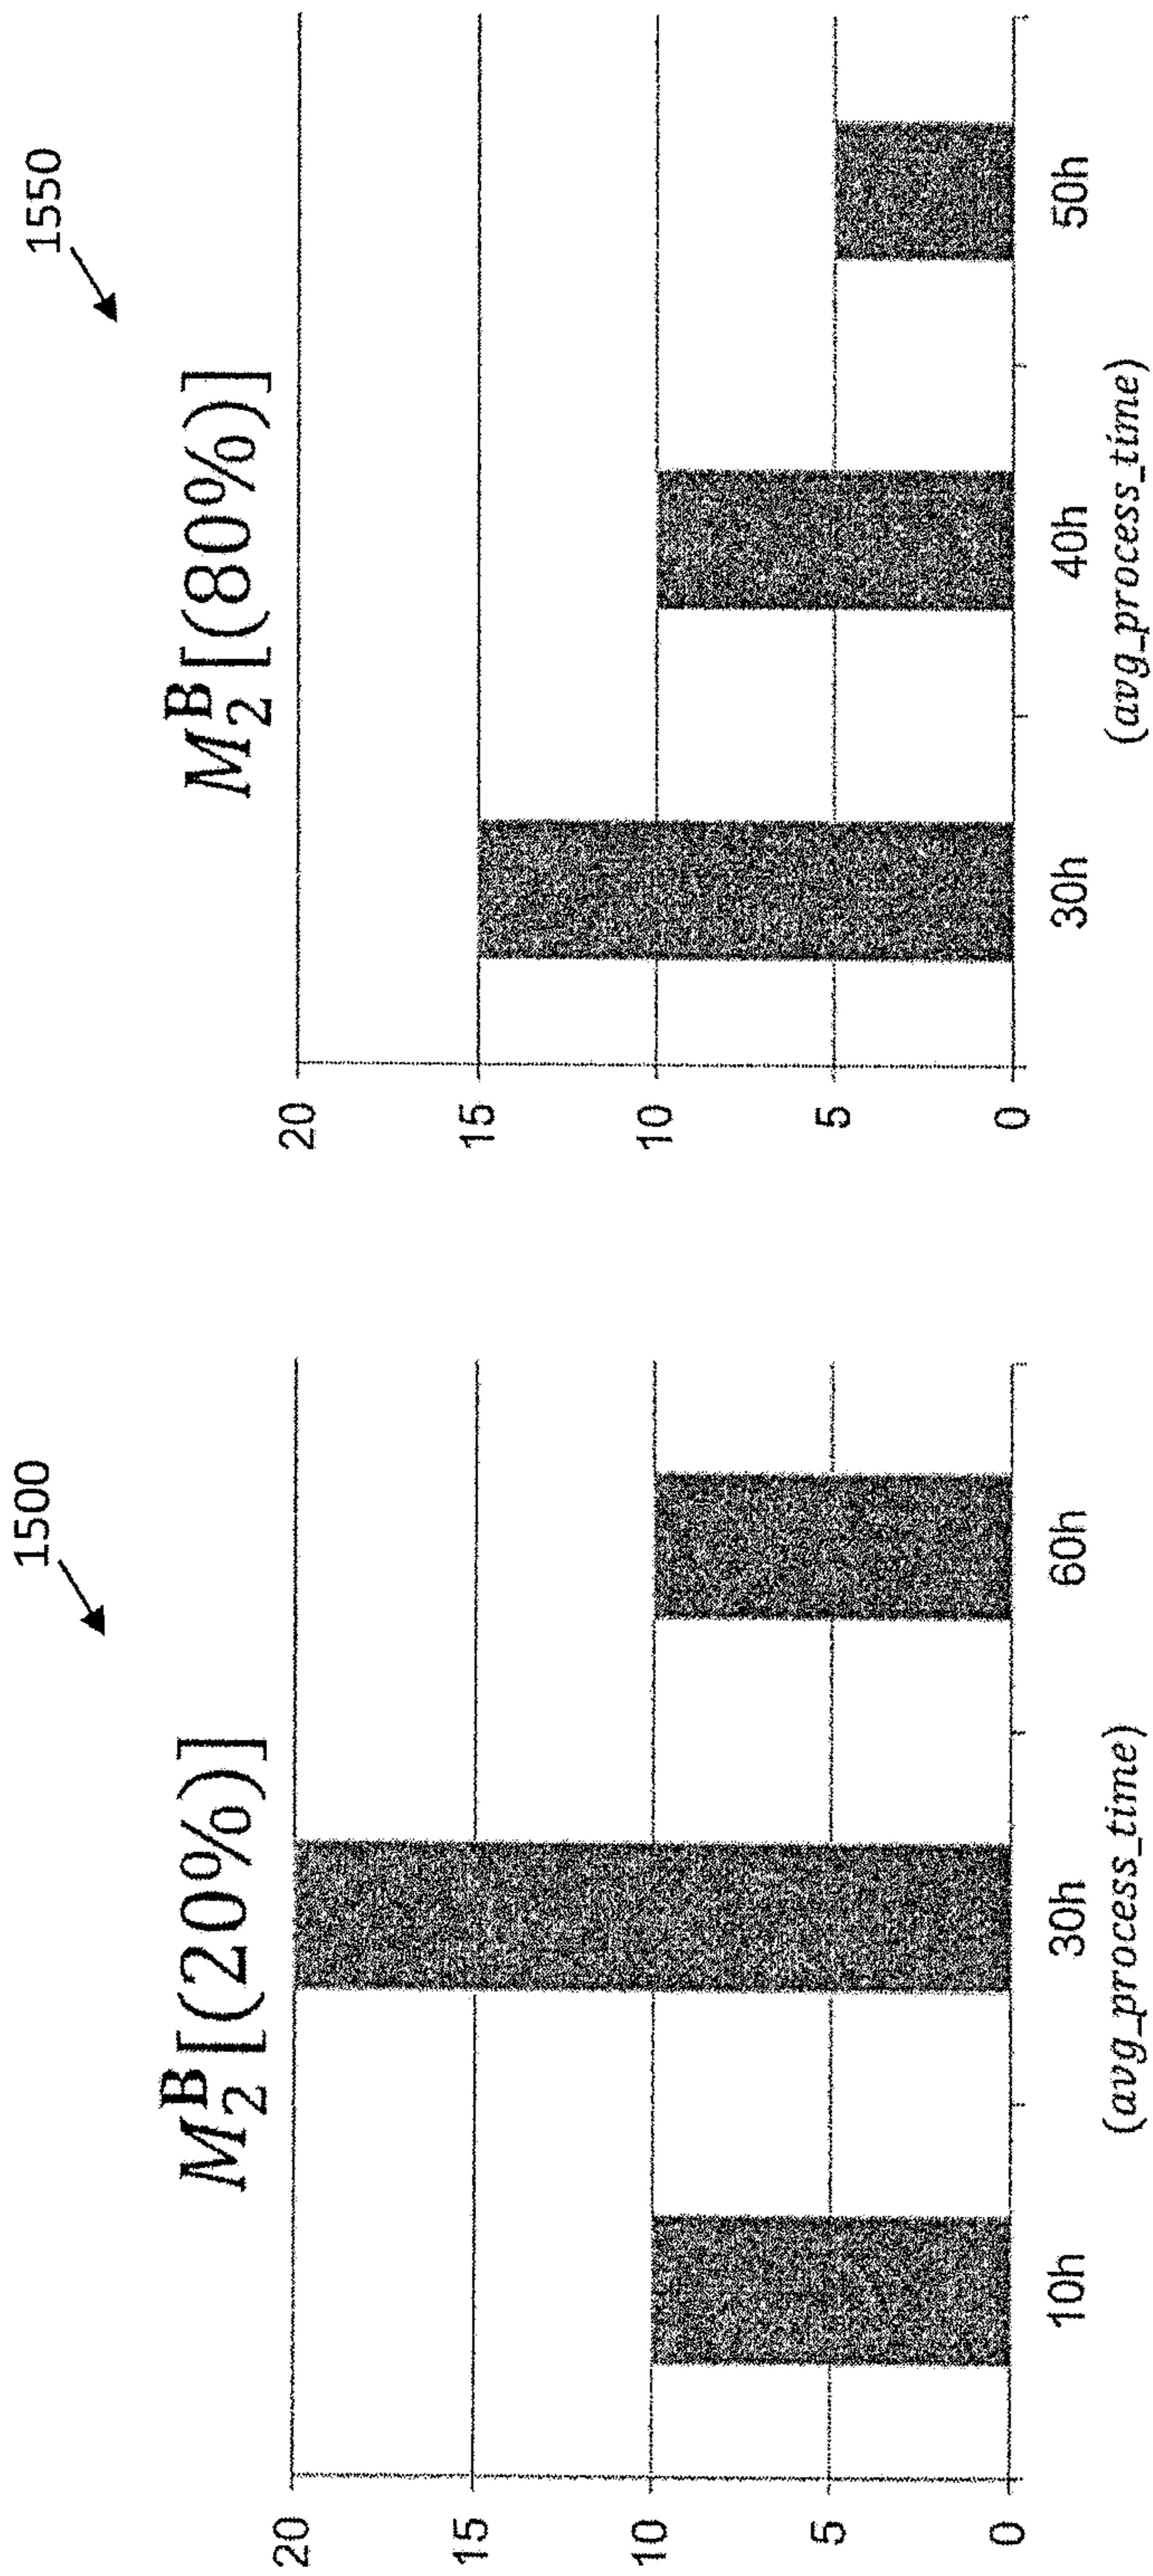 1500
M₂ᴮ[(20%)]
20
15
10
5
0
10h 30h 60h
(avg_process_time)
1550
M₂ᴮ[(80%)]
20
15
10
5
0
30h 40h 50h
(avg_process_time)